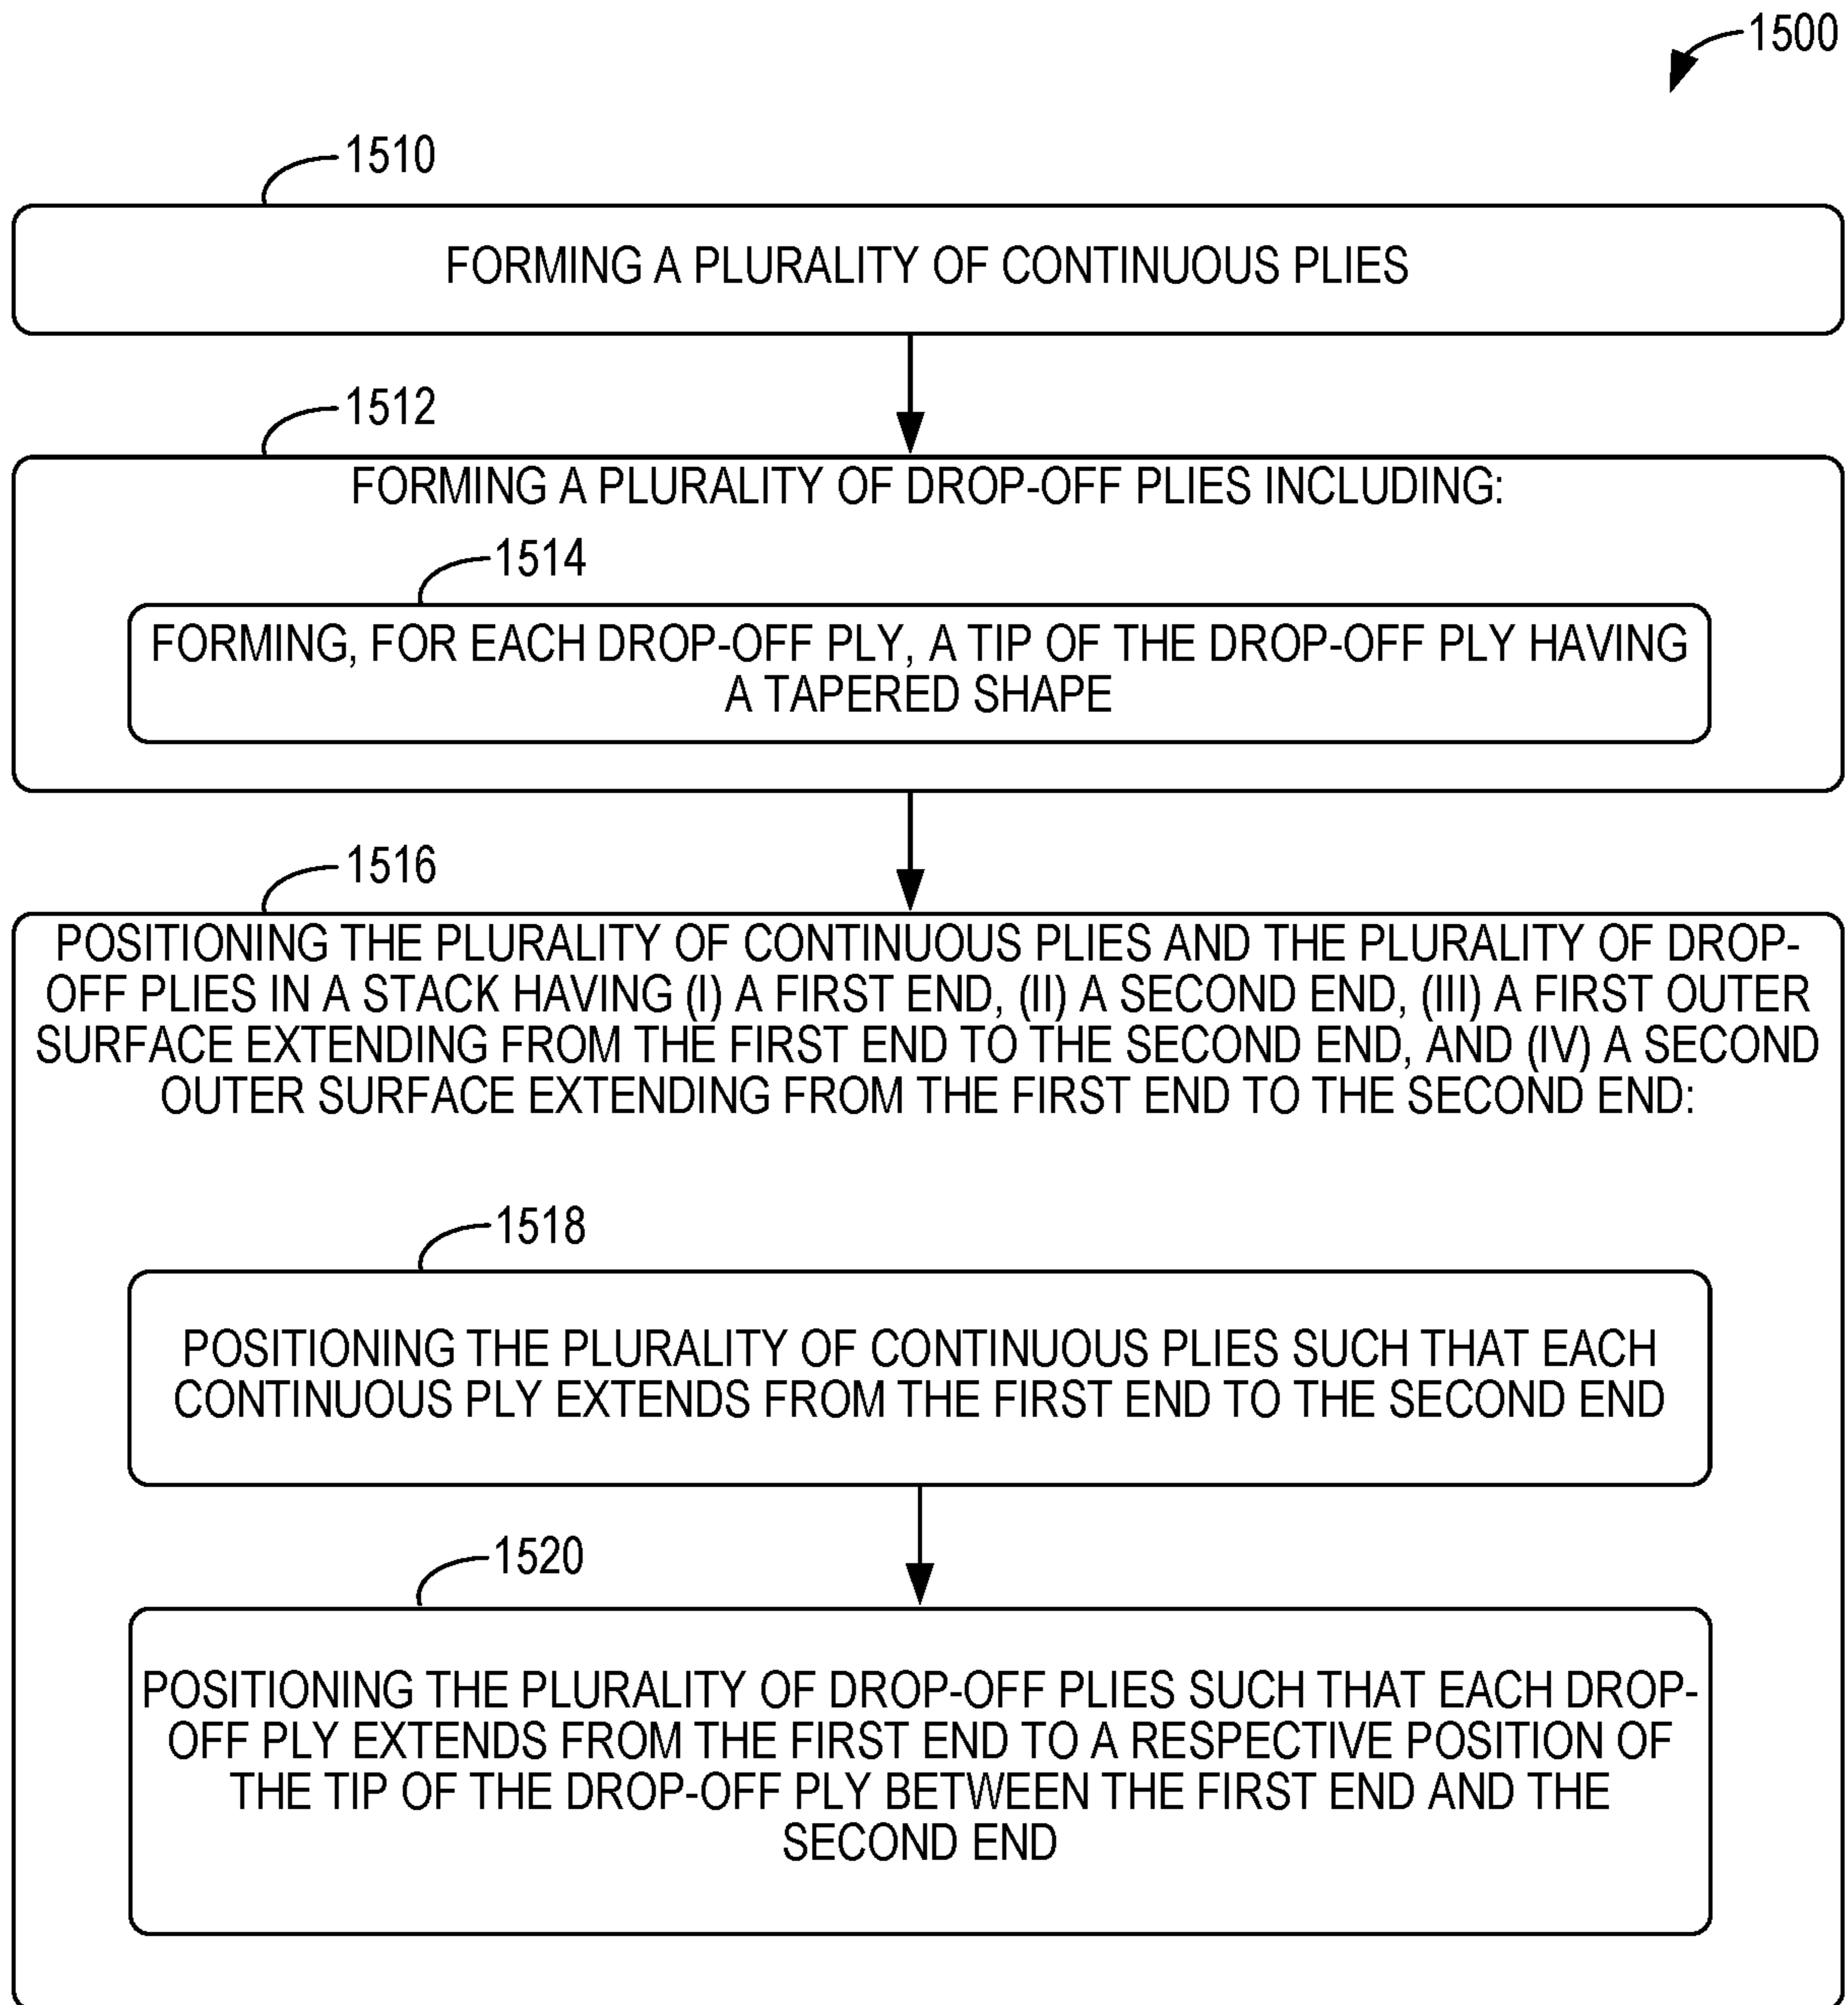 1500
1510
FORMING A PLURALITY OF CONTINUOUS PLIES
1512
FORMING A PLURALITY OF DROP-OFF PLIES INCLUDING:
1514
FORMING, FOR EACH DROP-OFF PLY, A TIP OF THE DROP-OFF PLY HAVING
A TAPERED SHAPE
1516
POSITIONING THE PLURALITY OF CONTINUOUS PLIES AND THE PLURALITY OF DROP-
OFF PLIES IN A STACK HAVING (I) A FIRST END, (II) A SECOND END, (III) A FIRST OUTER
SURFACE EXTENDING FROM THE FIRST END TO THE SECOND END, AND (IV) A SECOND
OUTER SURFACE EXTENDING FROM THE FIRST END TO THE SECOND END:
1518
POSITIONING THE PLURALITY OF CONTINUOUS PLIES SUCH THAT EACH
CONTINUOUS PLY EXTENDS FROM THE FIRST END TO THE SECOND END
1520
POSITIONING THE PLURALITY OF DROP-OFF PLIES SUCH THAT EACH DROP-
OFF PLY EXTENDS FROM THE FIRST END TO A RESPECTIVE POSITION OF
THE TIP OF THE DROP-OFF PLY BETWEEN THE FIRST END AND THE
SECOND END